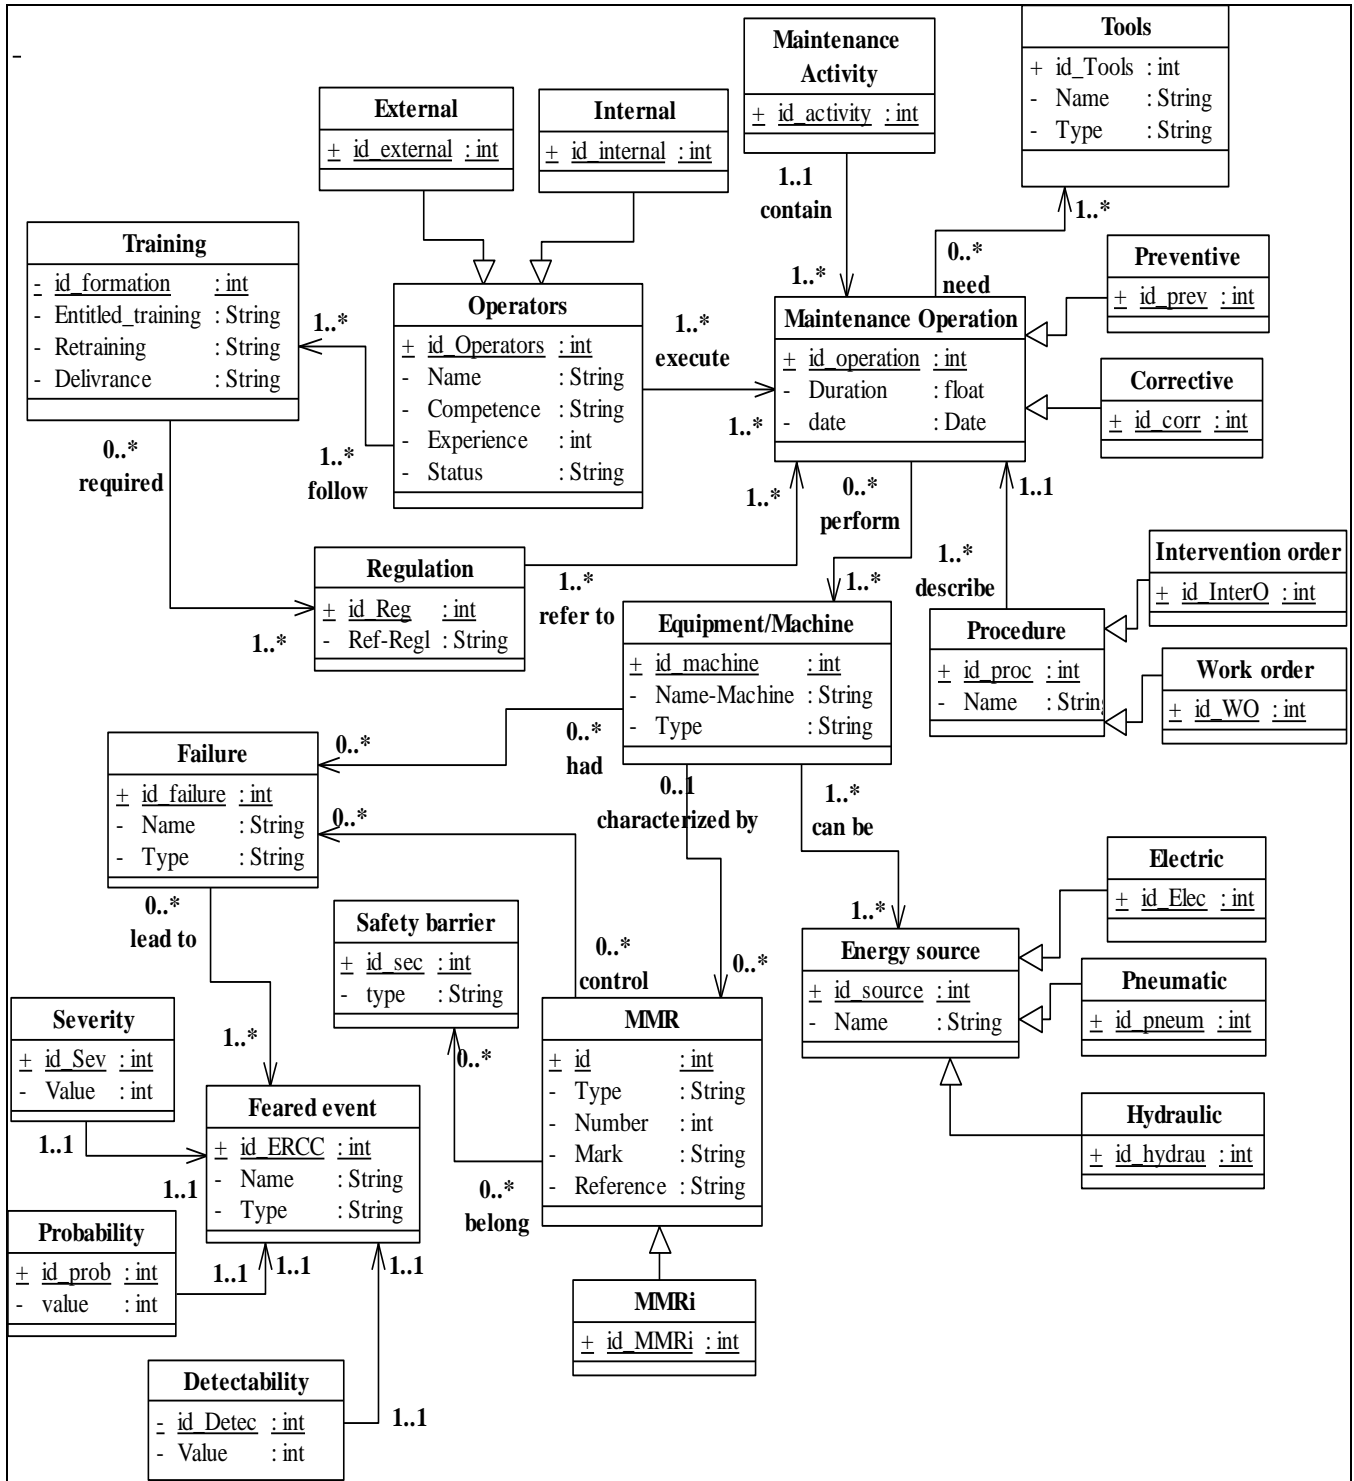 Tools
+ id_Tools : int
- Name : String
- Type : String
Maintenance
Activity
+ id_activity : int
External
+ id_external : int
Internal
+ id_internal : int
1..1
contain
1..*
0..*
need
1..*
Training
- id_formation : int
- Entitled_training : String
- Retraining : String
- Delivrance : String
Operators
+ id_Operators : int
- Name : String
- Competence : String
- Experience : int
- Status : String
1..*
1..*
follow
1..*
execute
1..*
Maintenance Operation
+ id_operation : int
- Duration : float
- date : Date
Preventive
+ id_prev : int
Corrective
+ id_corr : int
0..*
required
1..*
Regulation
+ id_Reg : int
- Ref-Regl : String
1..*
refer to
1..*
0..*
perform
1..*
1..1
1..*
describe
Intervention order
+ id_InterO : int
Procedure
+ id_proc : int
- Name : String
Work order
+ id_WO : int
Equipment/Machine
+ id_machine : int
- Name-Machine : String
- Type : String
0..*
had
0..*
Failure
+ id_failure : int
- Name : String
- Type : String
0..*
0..1
characterized by
0..*
1..*
can be
1..*
0..*
lead to
1..*
Safety barrier
+ id_sec : int
- type : String
0..*
control
0..*
Energy source
+ id_source : int
- Name : String
Electric
+ id_Elec : int
Pneumatic
+ id_pneum : int
Hydraulic
+ id_hydrau : int
MMR
+ id : int
- Type : String
- Number : int
- Mark : String
- Reference : String
0..*
belong
MMRi
+ id_MMRi : int
Severity
+ id_Sev : int
- Value : int
1..1
1..1
Feared event
+ id_ERCC : int
- Name : String
- Type : String
Probability
+ id_prob : int
- value : int
1..1
1..1
1..1
Detectability
- id_Detec : int
- Value : int
1..1